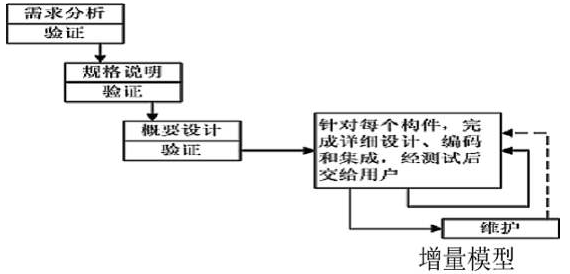 需求分析
验证
规格说明
验证
概要设计
验证
针对每个构件，完
成详细设计、编码
和集成，经测试后
交给用户
维护
增量模型